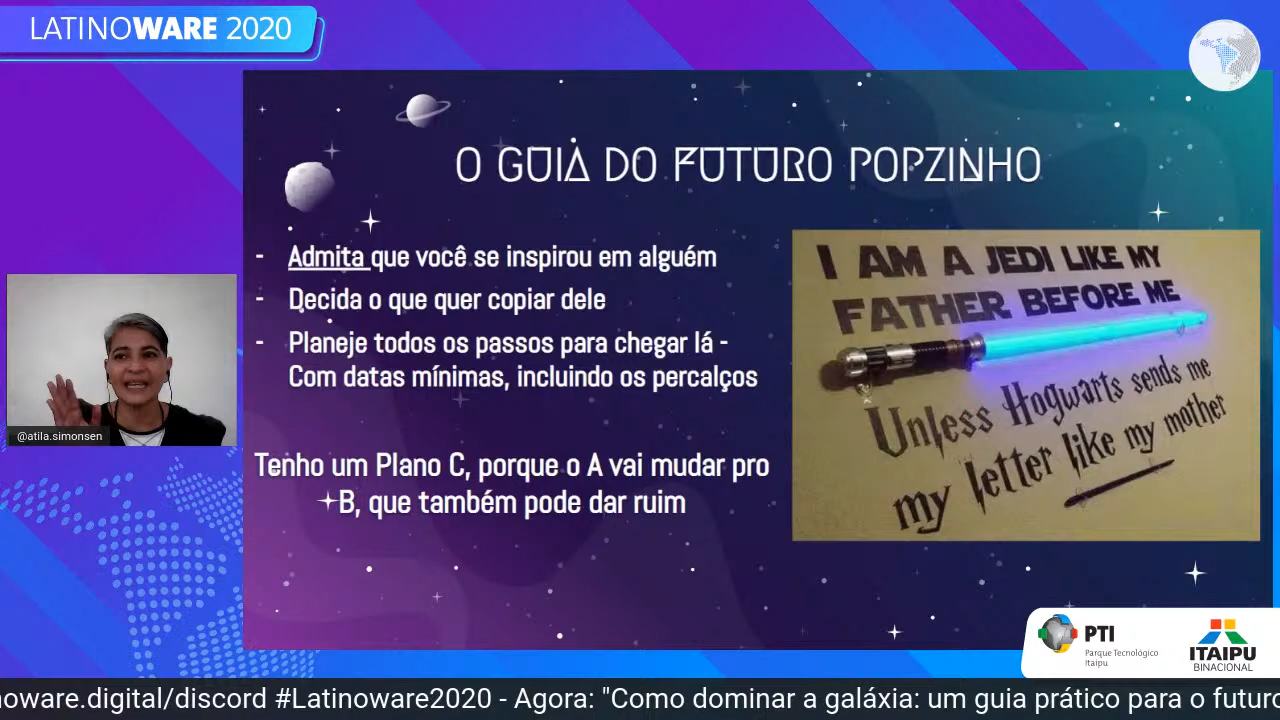 LATINOWARE 2020
O GUIA DO FUTURO POPZINHO
- Admita que você se inspirou em alguém
- Decida o que quer copiar dele
- Planeje todos os passos para chegar lá -
Com datas mínimas, incluindo os percalços
Tenho um Plano C, porque o A vai mudar pro
B, que também pode dar ruim
I AM A JEDI LIKE MY
FATHER BEFORE ME
Unless Hogwarts sends me
my letter like my mother
@atila.simonsen
PTI
Parque Tecnológico
Itaipu
ITAIPU
BINACIONAL
noware.digital/discord #Latinoware2020 - Agora: "Como dominar a galáxia: um guia prático para o futuro